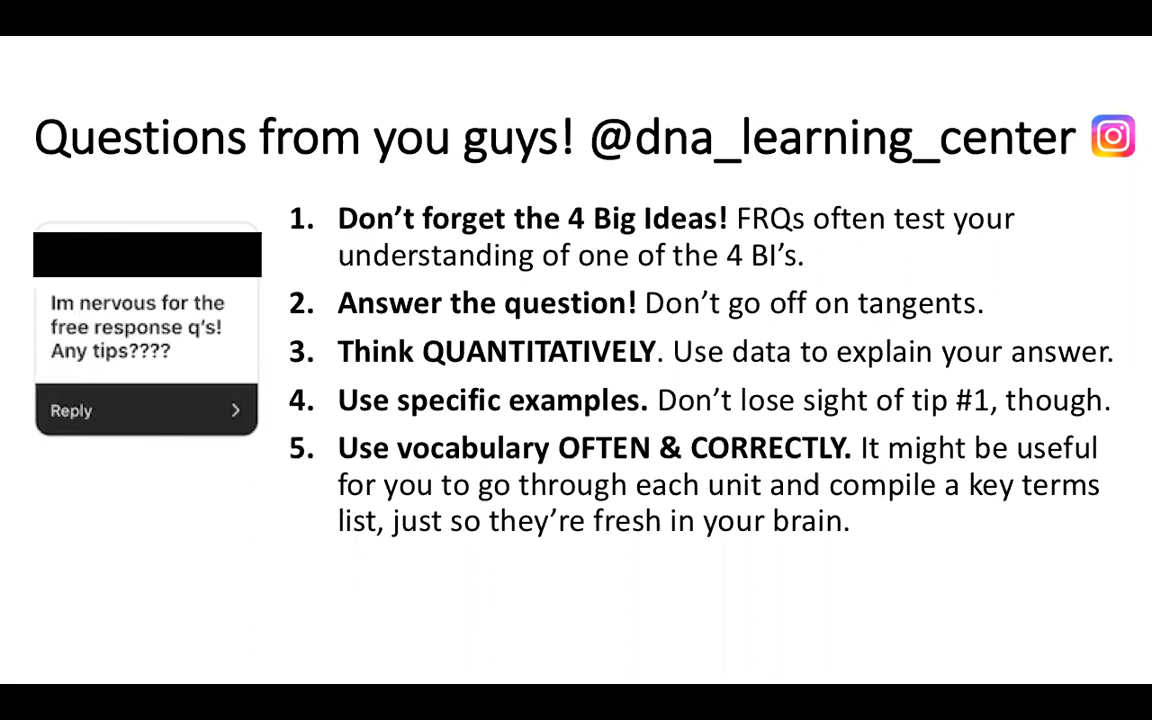 Questions from you guys! @dna_learning_center
Im nervous for the
free response q's!
Any tips????
Reply
1. Don’t forget the 4 Big Ideas! FRQs often test your
understanding of one of the 4 BI’s.
2. Answer the question! Don’t go off on tangents.
3. Think QUANTITATIVELY. Use data to explain your answer.
4. Use specific examples. Don’t lose sight of tip #1, though.
5. Use vocabulary OFTEN & CORRECTLY. It might be useful
for you to go through each unit and compile a key terms
list, just so they’re fresh in your brain.